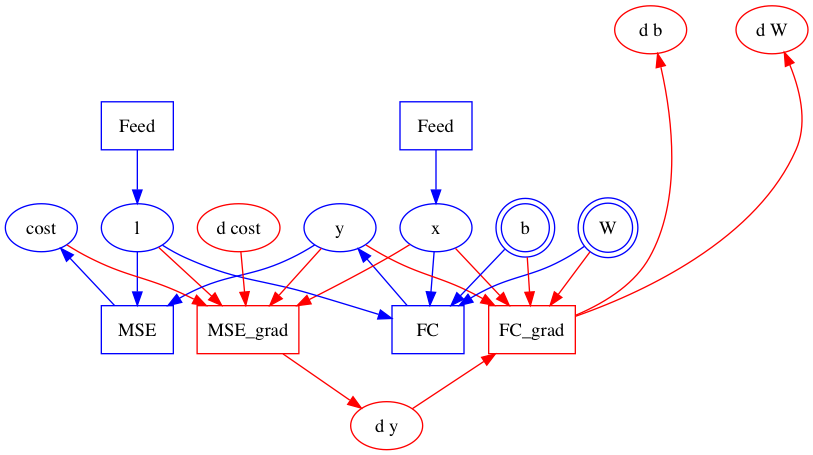 d b
d W
Feed
Feed
cost
l
d cost
y
x
b
W
MSE
MSE_grad
FC
FC_grad
d y